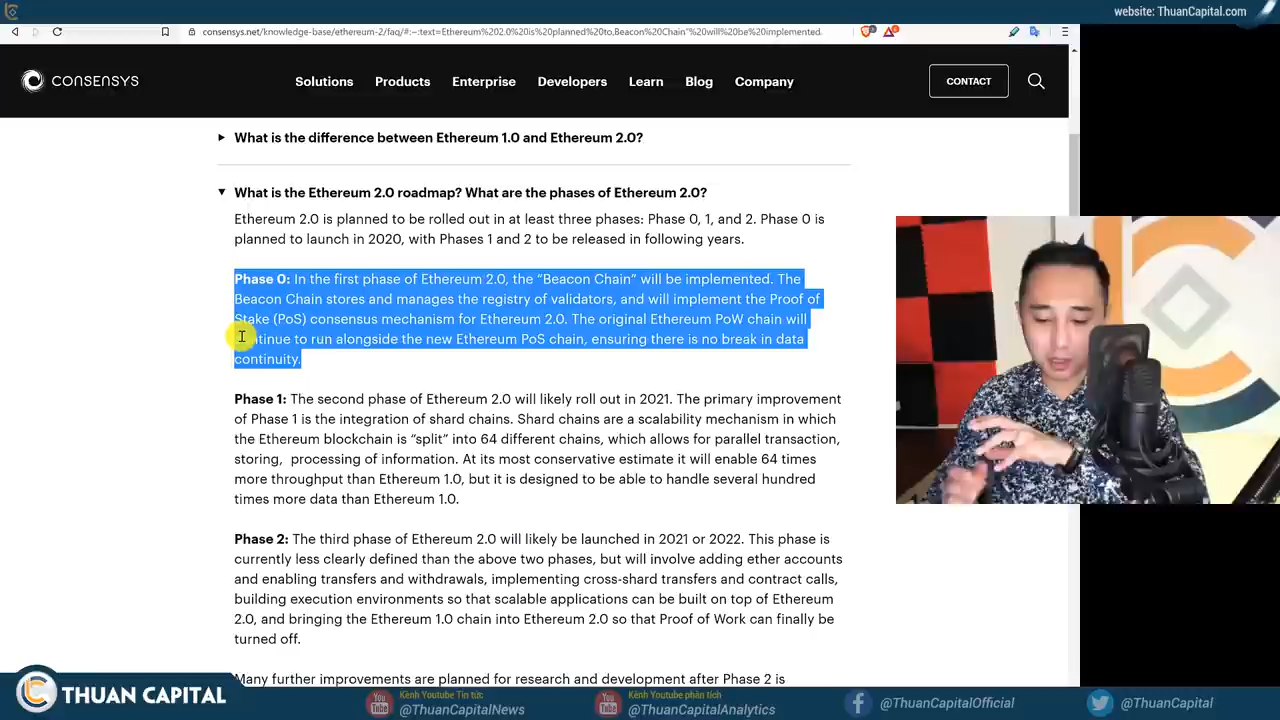 website: ThuanCapital.com
consensys.net/knowledge-base/ethereum-2/faq/#:~:text=Ethereum%202.0%20is%20planned%20to,Beacon%20Chain"%20will%20be%20implemented.
CONSENSYS
Solutions Products Enterprise Developers Learn Blog Company
CONTACT
What is the difference between Ethereum 1.0 and Ethereum 2.0?
What is the Ethereum 2.0 roadmap? What are the phases of Ethereum 2.0?
Ethereum 2.0 is planned to be rolled out in at least three phases: Phase 0, 1, and 2. Phase 0 is
planned to launch in 2020, with Phases 1 and 2 to be released in following years.
Phase 0: In the first phase of Ethereum 2.0, the “Beacon Chain” will be implemented. The
Beacon Chain stores and manages the registry of validators, and will implement the Proof of
Stake (PoS) consensus mechanism for Ethereum 2.0. The original Ethereum PoW chain will
continue to run alongside the new Ethereum PoS chain, ensuring there is no break in data
continuity.
Phase 1: The second phase of Ethereum 2.0 will likely roll out in 2021. The primary improvement
of Phase 1 is the integration of shard chains. Shard chains are a scalability mechanism in which
the Ethereum blockchain is “split” into 64 different chains, which allows for parallel transaction,
storing, processing of information. At its most conservative estimate it will enable 64 times
more throughput than Ethereum 1.0, but it is designed to be able to handle several hundred
times more data than Ethereum 1.0.
Phase 2: The third phase of Ethereum 2.0 will likely be launched in 2021 or 2022. This phase is
currently less clearly defined than the above two phases, but will involve adding ether accounts
and enabling transfers and withdrawals, implementing cross-shard transfers and contract calls,
building execution environments so that scalable applications can be built on top of Ethereum
2.0, and bringing the Ethereum 1.0 chain into Ethereum 2.0 so that Proof of Work can finally be
turned off.
Many further improvements are planned for research and development after Phase 2 is
THUAN CAPITAL
You Tube
Kênh Youtube Tin tức
@ThuanCapitalNews
You Tube
Kênh Youtube phân tích
@ThuanCapitalAnalytics
@ThuanCapitalOfficial
@ThuanCapital